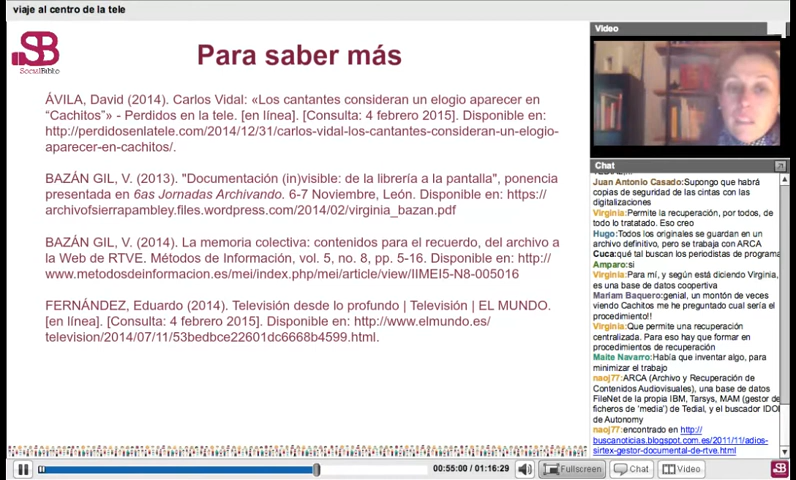 viaje al centro de la tele
SB
SocialBiblio
Para saber más
ÁVILA, David (2014). Carlos Vidal: «Los cantantes consideran un elogio aparecer en
“Cachitos”» - Perdidos en la tele. [en línea]. [Consulta: 4 febrero 2015]. Disponible en:
http://perdidosenlatele.com/2014/12/31/carlos-vidal-los-cantantes-consideran-un-elogio-
aparecer-en-cachitos/.
BAZÁN GIL, V. (2013). "Documentación (in)visible: de la librería a la pantalla", ponencia
presentada en 6as Jornadas Archivando. 6-7 Noviembre, León. Disponible en: https://
archivofsierrapambley.files.wordpress.com/2014/02/virginia_bazan.pdf
BAZÁN GIL, V. (2014). La memoria colectiva: contenidos para el recuerdo, del archivo a
la Web de RTVE. Métodos de Información, vol. 5, no. 8, pp. 5-16. Disponible en: http://
www.metodosdeinformacion.es/mei/index.php/mei/article/view/IIMEI5-N8-005016
FERNÁNDEZ, Eduardo (2014). Televisión desde lo profundo | Televisión | EL MUNDO.
[en línea]. [Consulta: 4 febrero 2015]. Disponible en: http://www.elmundo.es/
television/2014/07/11/53bedbce22601dc6668b4599.html.
Video
Chat
Juan Antonio Casado:Supongo que habrá
copias de seguridad de las cintas con las
digitalizaciones
Virginia:Permite la recuperación, por todos, de
todo lo tratatado. Eso creo
Hugo:Todos los originales se guardan en un
archivo definitivo, pero se trabaja con ARCA
Cuca:qué tal buscan los periodistas de programa
Amparo:si
Virginia:Para mí, y según está diciendo Virginia,
es una base de datos coopertiva
Mariam Baquero:genial, un montón de veces
viendo Cachitos me he preguntado cual sería el
procedimiento!!
Virginia:Que permite una recuperación
centralizada. Para eso hay que formar en
procedimientos de recuperación
Maite Navarro:Había que inventar algo, para
minimizar el trabajo
naoj77:ARCA (Archivo y Recuperación de
Contenidos Audiovisuales), una base de datos
FileNet de la propia IBM, Tarsys, MAM (gestor de
ficheros de 'media') de Tedial, y el buscador IDOL
de Autonomy
naoj77:encontrado en http://
buscanoticias.blogspot.com.es/2011/11/adios-
sirtex-gestor-documental-de-rtve.html
00:55:00 / 01:16:29
Fullscreen
Chat
Video
SB